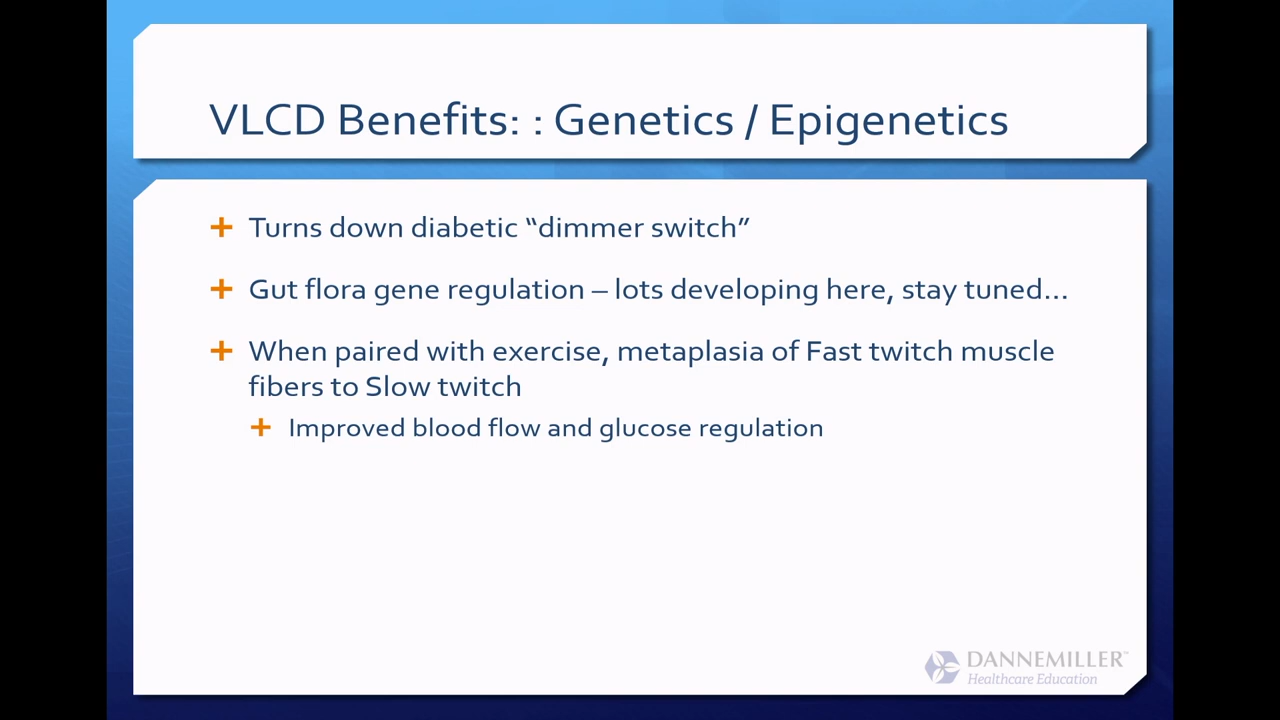 VLCD Benefits: : Genetics / Epigenetics
Turns down diabetic “dimmer switch”
Gut flora gene regulation – lots developing here, stay tuned…
When paired with exercise, metaplasia of Fast twitch muscle
fibers to Slow twitch
Improved blood flow and glucose regulation
DANNEMILLER™
Healthcare Education